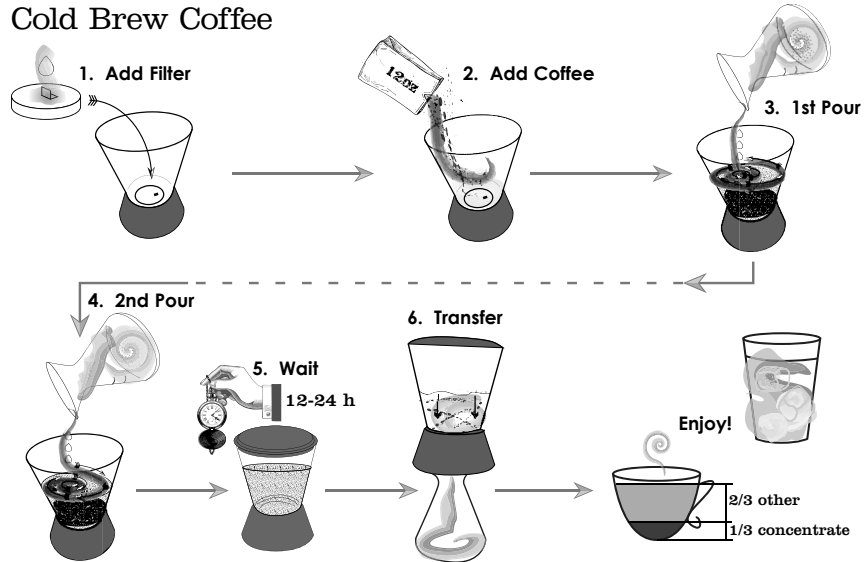 Cold Brew Coffee
1. Add Filter
12oz
2. Add Coffee
3. 1st Pour
4. 2nd Pour
5. Wait
12-24 h
6. Transfer
Enjoy!
2/3 other
1/3 concentrate